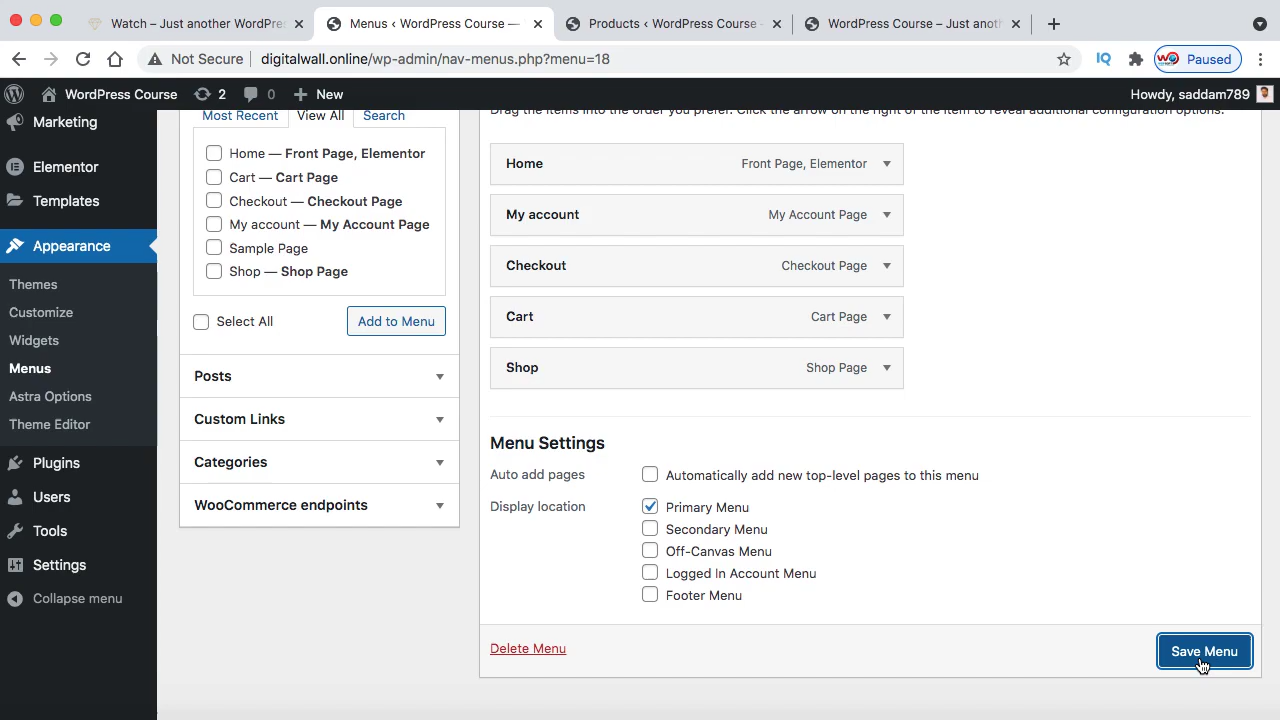 Watch – Just another WordPre
Menus ‹ WordPress Course —
Products ‹ WordPress Course
WordPress Course – Just anot
Not Secure
digitalwall.online/wp-admin/nav-menus.php?menu=18
IQ
Paused
WordPress Course
2
0
New
Howdy, saddam789
Marketing
Elementor
Templates
Appearance
Themes
Customize
Widgets
Menus
Astra Options
Theme Editor
Plugins
Users
Tools
Settings
Collapse menu
Most Recent
View All
Search
Home — Front Page, Elementor
Cart — Cart Page
Checkout — Checkout Page
My account — My Account Page
Sample Page
Shop — Shop Page
Select All
Add to Menu
Posts
Custom Links
Categories
WooCommerce endpoints
Drag the items into the order you prefer. Click the arrow on the right of the item to reveal additional configuration options.
Home Front Page, Elementor
My account My Account Page
Checkout Checkout Page
Cart Cart Page
Shop Shop Page
Menu Settings
Auto add pages
Automatically add new top-level pages to this menu
Display location
Primary Menu
Secondary Menu
Off-Canvas Menu
Logged In Account Menu
Footer Menu
Delete Menu
Save Menu